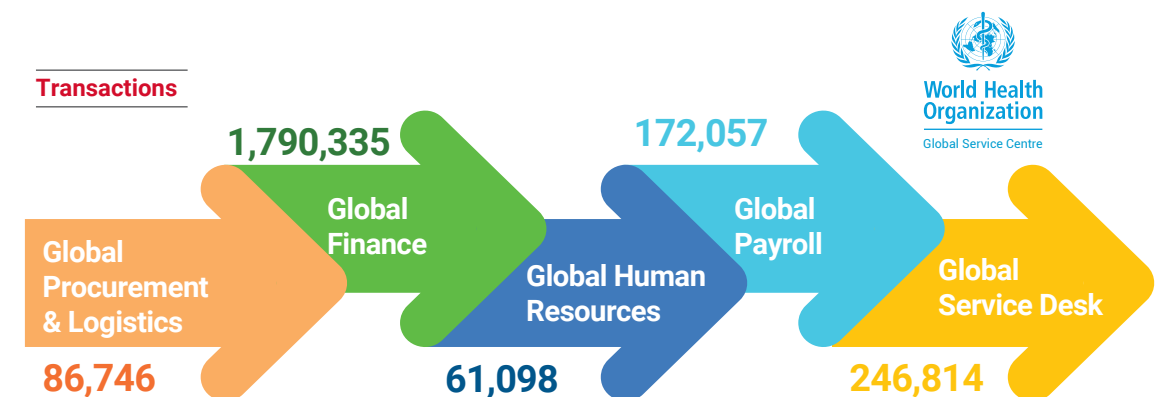 Transactions
World Health
Organization
Global Service Centre
86,746
Global
Procurement
& Logistics
1,790,335
Global
Finance
61,098
Global Human
Resources
172,057
Global
Payroll
246,814
Global
Service Desk